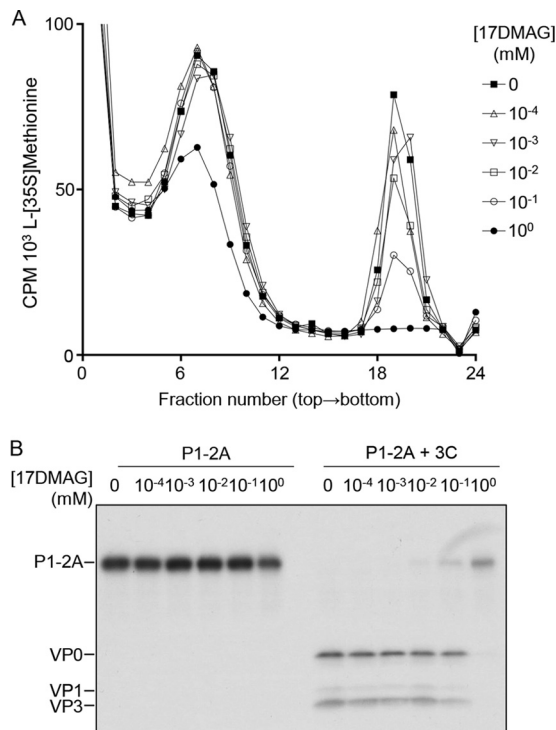 A
[17DMAG]
(mM)
0
10⁻⁴
10⁻³
10⁻²
10⁻¹
10⁰
CPM 10³ L-[35S]Methionine
100
50
0
0 6 12 18 24
Fraction number (top→bottom)
B
P1-2A P1-2A + 3C
[17DMAG]
(mM)
0 10⁻⁴ 10⁻³ 10⁻² 10⁻¹ 10⁰ 0 10⁻⁴ 10⁻³ 10⁻² 10⁻¹ 10⁰
P1-2A
VP0
VP1
VP3